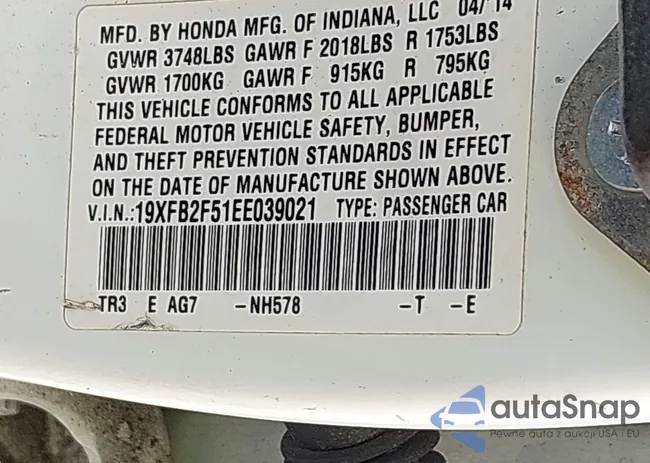 MFD. BY HONDA MFG. OF INDIANA, LLC 04/14
GVWR 3748LBS GAWR F 2018LBS R 1753LBS
GVWR 1700KG GAWR F 915KG R 795KG
THIS VEHICLE CONFORMS TO ALL APPLICABLE
FEDERAL MOTOR VEHICLE SAFETY, BUMPER,
AND THEFT PREVENTION STANDARDS IN EFFECT
ON THE DATE OF MANUFACTURE SHOWN ABOVE.
V.I.N.:19XFB2F51EE039021 TYPE: PASSENGER CAR
TR3 E AG7 -NH578 -T -E
autaSnap
Pewne auta z aukcji USA i EU